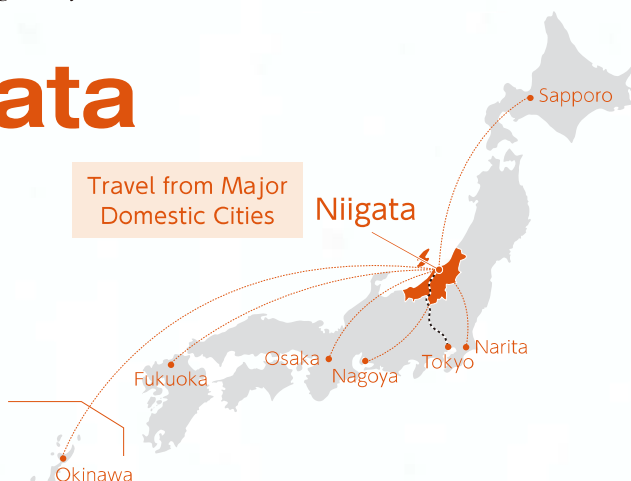 ata
Sapporo
Travel from Major
Domestic Cities
Niigata
Osaka
Nagoya
Tokyo
Narita
Fukuoka
Okinawa